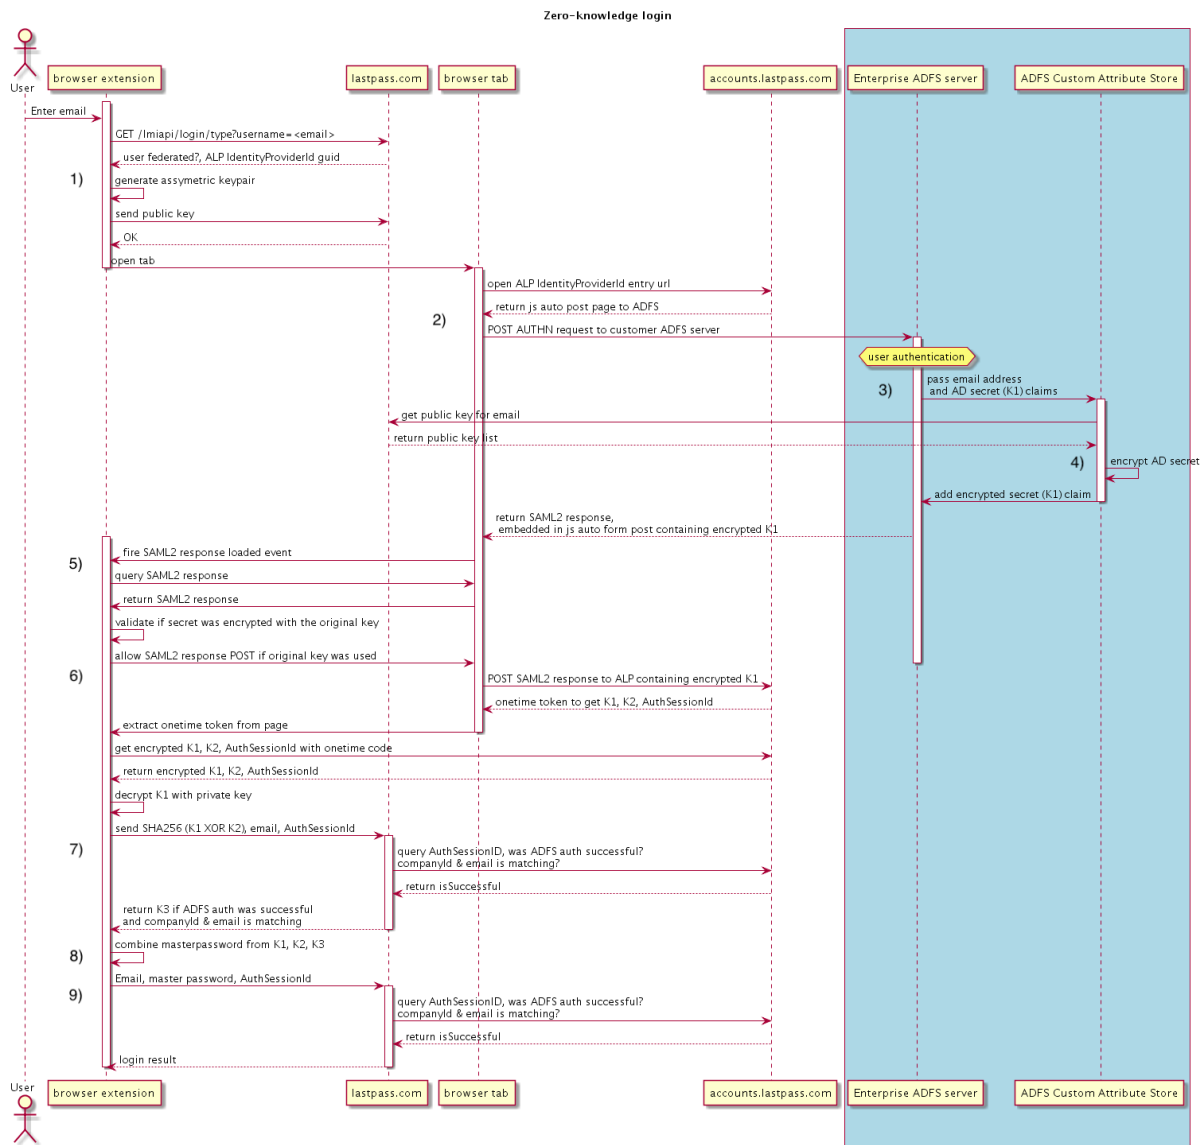 Zero-knowledge login
User
browser extension
lastpass.com
browser tab
accounts.lastpass.com
Enterprise ADFS server
ADFS Custom Attribute Store
Enter email
GET /lmiapi/login/type?username=<email>
user federated?, ALP IdentityProviderId guid
1)
generate assymetric keypair
send public key
OK
open tab
open ALP IdentityProviderId entry url
return js auto post page to ADFS
2)
POST AUTHN request to customer ADFS server
user authentication
3)
pass email address
and AD secret (K1) claims
get public key for email
return public key list
4)
encrypt AD secret
add encrypted secret (K1) claim
return SAML2 response,
embedded in js auto form post containing encrypted K1
5)
fire SAML2 response loaded event
query SAML2 response
return SAML2 response
validate if secret was encrypted with the original key
allow SAML2 response POST if original key was used
6)
POST SAML2 response to ALP containing encrypted K1
onetime token to get K1, K2, AuthSessionId
extract onetime token from page
get encrypted K1, K2, AuthSessionId with onetime code
return encrypted K1, K2, AuthSessionId
decrypt K1 with private key
send SHA256 (K1 XOR K2), email, AuthSessionId
7)
query AuthSessionID, was ADFS auth successful?
companyId & email is matching?
return isSuccessful
return K3 if ADFS auth was successful
and companyId & email is matching
8)
combine masterpassword from K1, K2, K3
Email, master password, AuthSessionId
9)
query AuthSessionID, was ADFS auth successful?
companyId & email is matching?
return isSuccessful
login result
User
browser extension
lastpass.com
browser tab
accounts.lastpass.com
Enterprise ADFS server
ADFS Custom Attribute Store